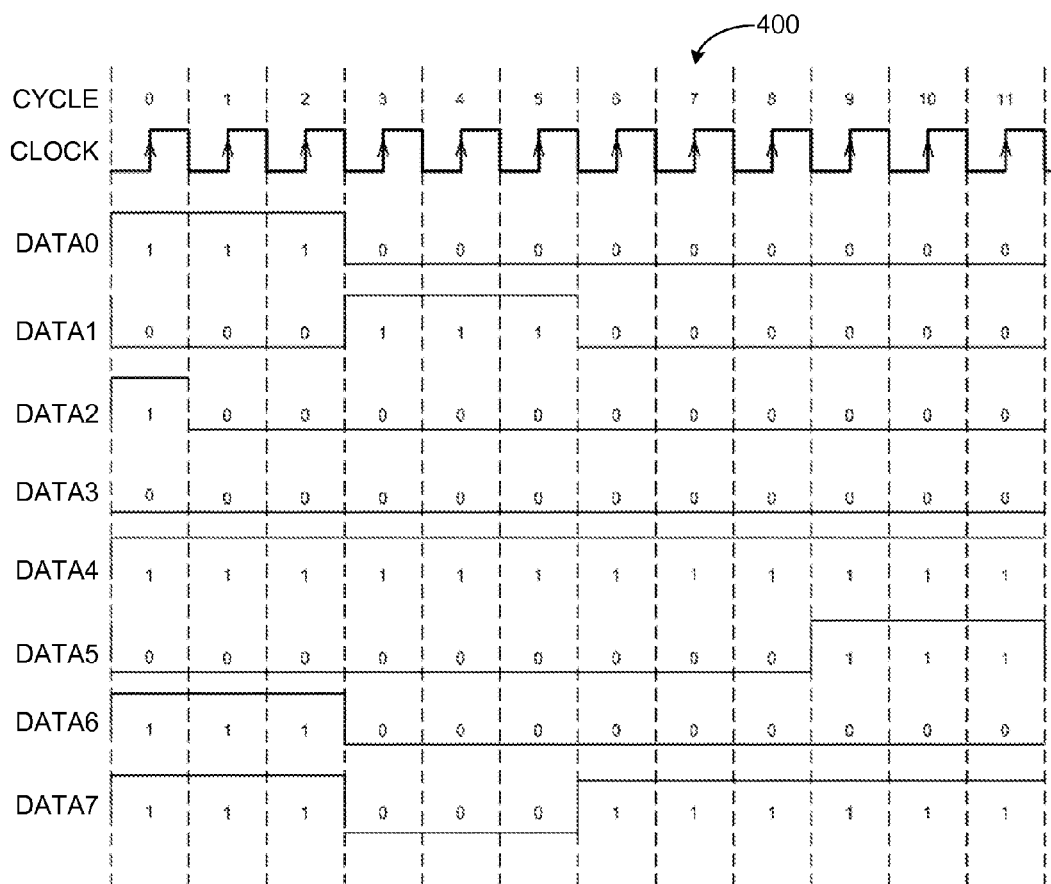 400
CYCLE 0 1 2 3 4 5 6 7 8 9 10 11
CLOCK
DATA0 1 1 1 0 0 0 0 0 0 0 0 0
DATA1 0 0 0 1 1 1 0 0 0 0 0 0
DATA2 1 0 0 0 0 0 0 0 0 0 0 0
DATA3 0 0 0 0 0 0 0 0 0 0 0 0
DATA4 1 1 1 1 1 1 1 1 1 1 1 1
DATA5 0 0 0 0 0 0 0 0 0 1 1 1
DATA6 1 1 1 0 0 0 0 0 0 0 0 0
DATA7 1 1 1 0 0 0 1 1 1 1 1 1